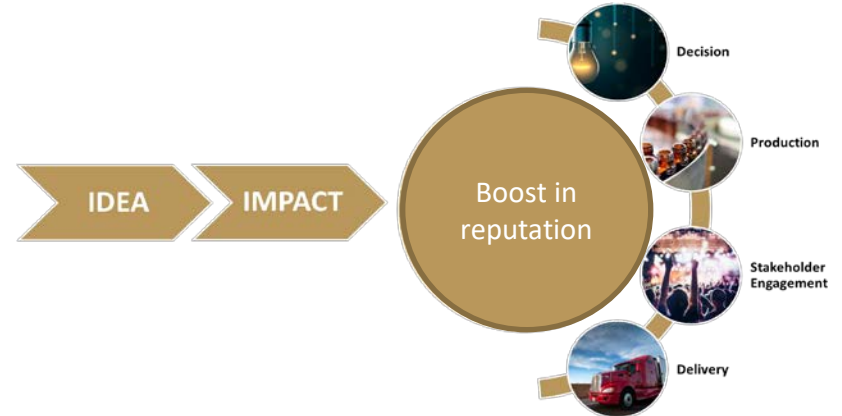 IDEA
IMPACT
Boost in
reputation
Decision
Production
Stakeholder
Engagement
Delivery